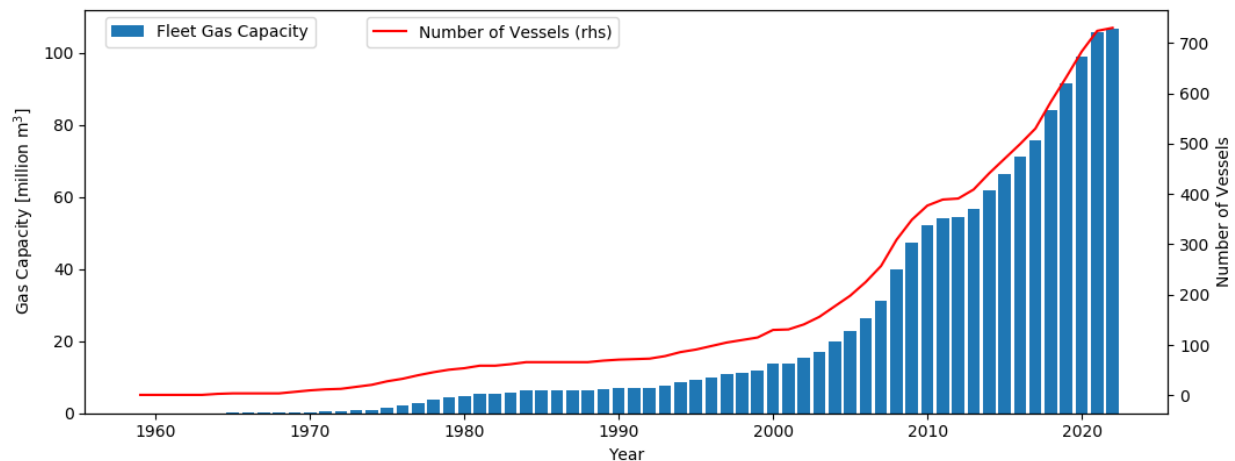 Fleet Gas Capacity
Number of Vessels (rhs)
Gas Capacity [million m³]
100
80
60
40
20
0
700
600
500
400
300
200
100
0
Number of Vessels
1960 1970 1980 1990 2000 2010 2020
Year